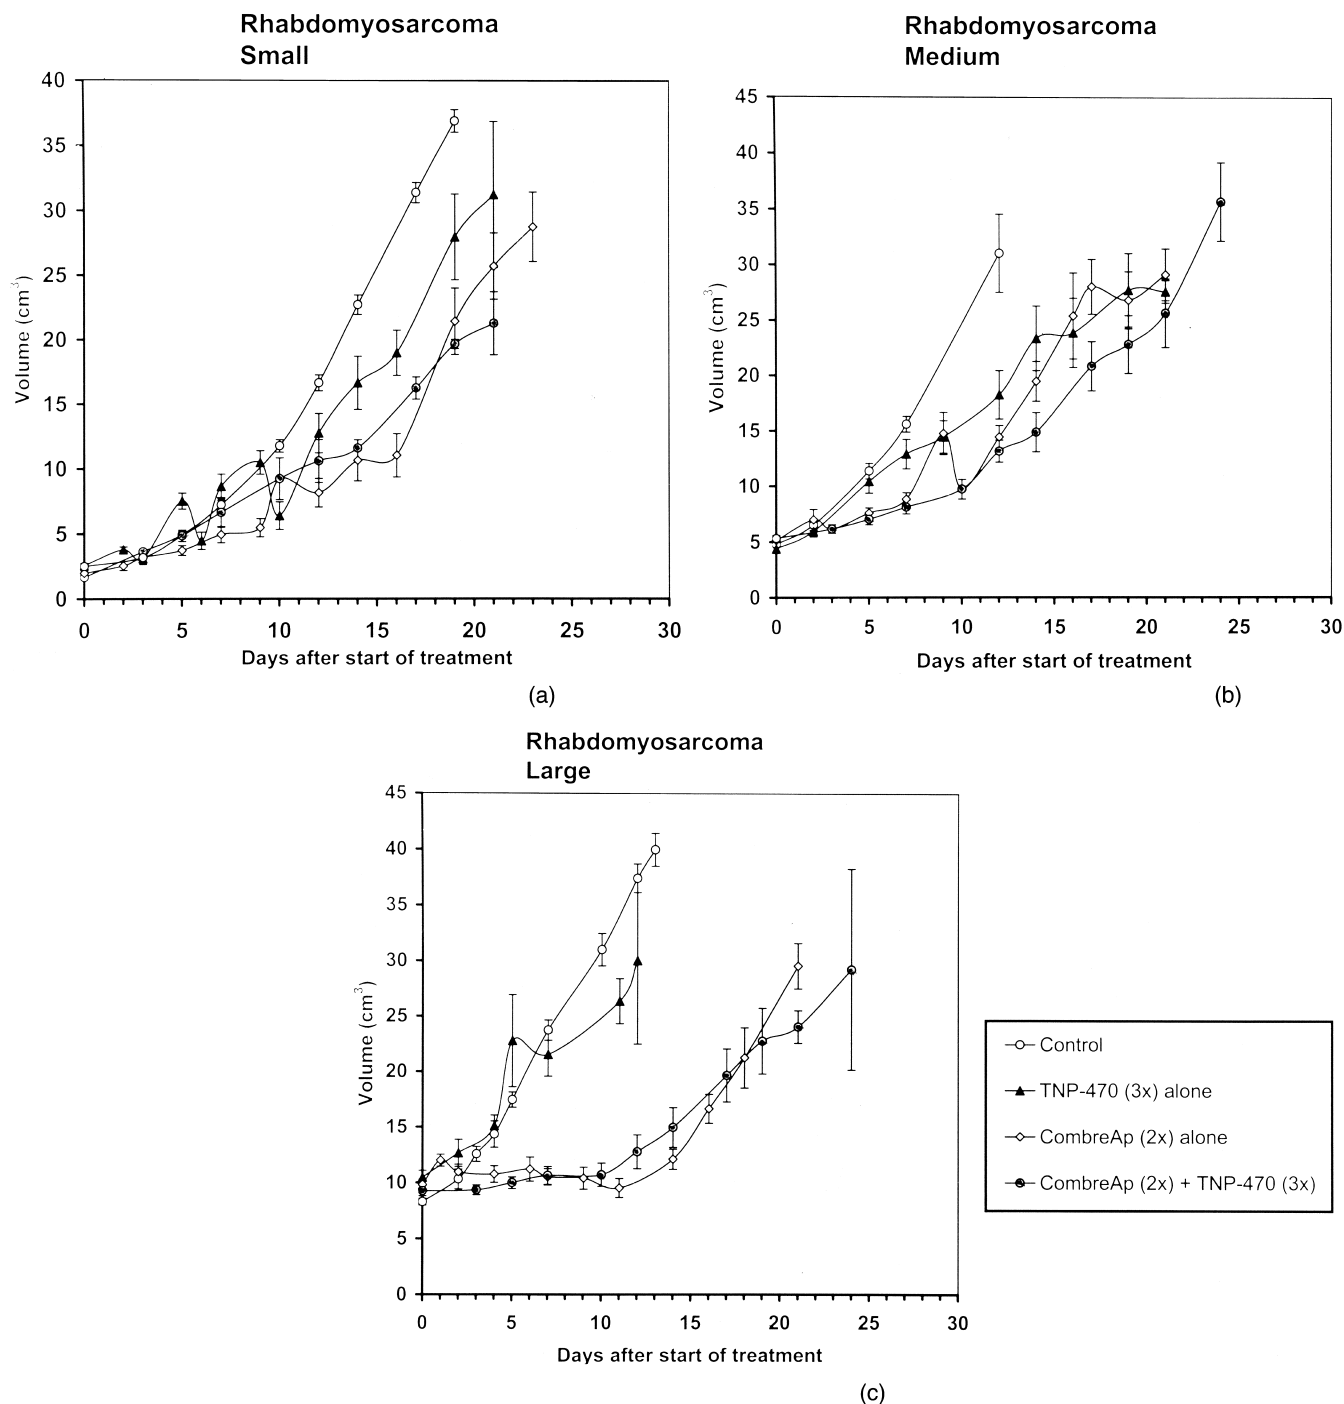 Rhabdomyosarcoma
Small
40
35
30
25
20
15
10
5
0
Volume (cm³)
0 5 10 15 20 25 30
Days after start of treatment
(a)
Rhabdomyosarcoma
Medium
45
40
35
30
25
20
15
10
5
0
Volume (cm³)
0 5 10 15 20 25 30
Days after start of treatment
(b)
Rhabdomyosarcoma
Large
45
40
35
30
25
20
15
10
5
0
Volume (cm³)
0 5 10 15 20 25 30
Days after start of treatment
(c)
Control
TNP-470 (3x) alone
CombreAp (2x) alone
CombreAp (2x) + TNP-470 (3x)